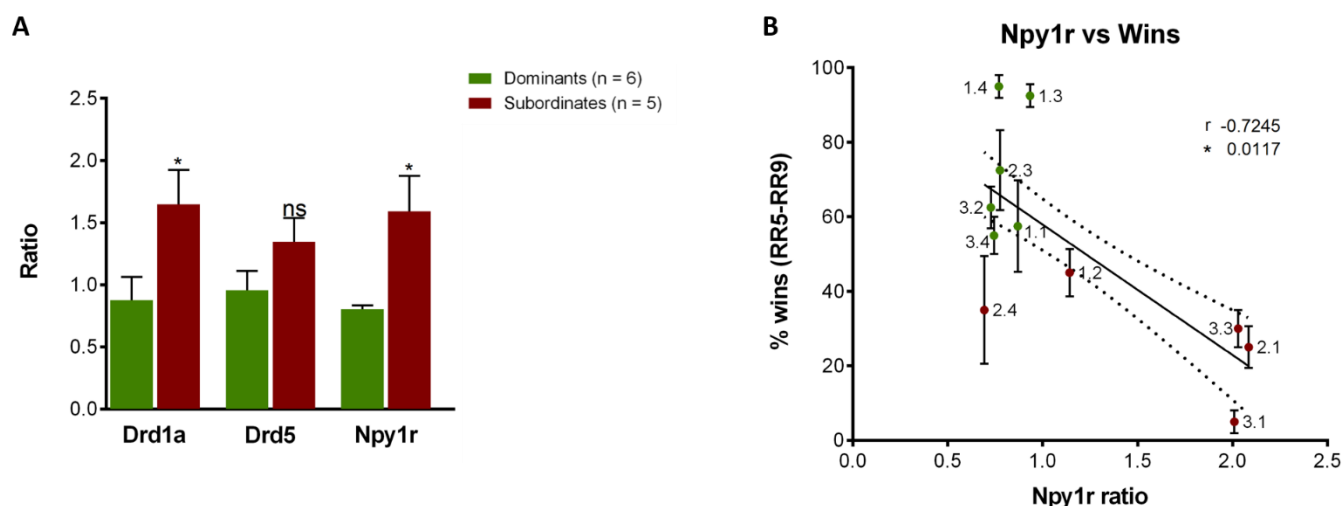 A
Dominants (n = 6)
Subordinates (n = 5)
Ratio
2.5
2.0
1.5
1.0
0.5
0.0
*
ns
*
Drd1a
Drd5
Npy1r
B
Npy1r vs Wins
% wins (RR5-RR9)
100
80
60
40
20
0
r -0.7245
* 0.0117
1.4
1.3
2.3
3.2
1.1
3.4
1.2
2.4
3.3
2.1
3.1
0.0 0.5 1.0 1.5 2.0 2.5
Npy1r ratio